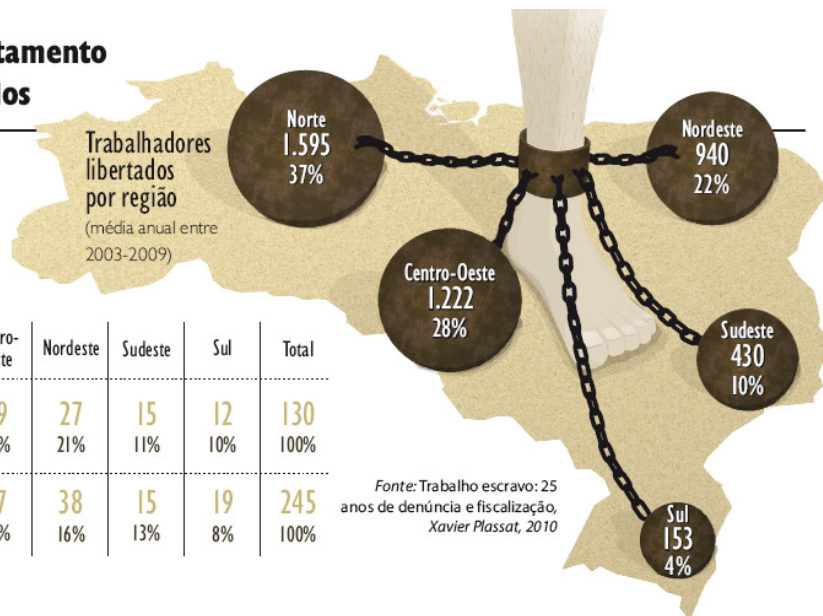 Trabalhadores
libertados
por região
(média anual entre
2003-2009)
Norte
1.595
37%
Nordeste
940
22%
Centro-Oeste
1.222
28%
Sudeste
430
10%
Sul
153
4%
Nordeste Sudeste Sul Total
27 15 12 130
21% 11% 10% 100%
38 15 19 245
16% 13% 8% 100%
Fonte: Trabalho escravo: 25
anos de denúncia e fiscalização,
Xavier Plassat, 2010